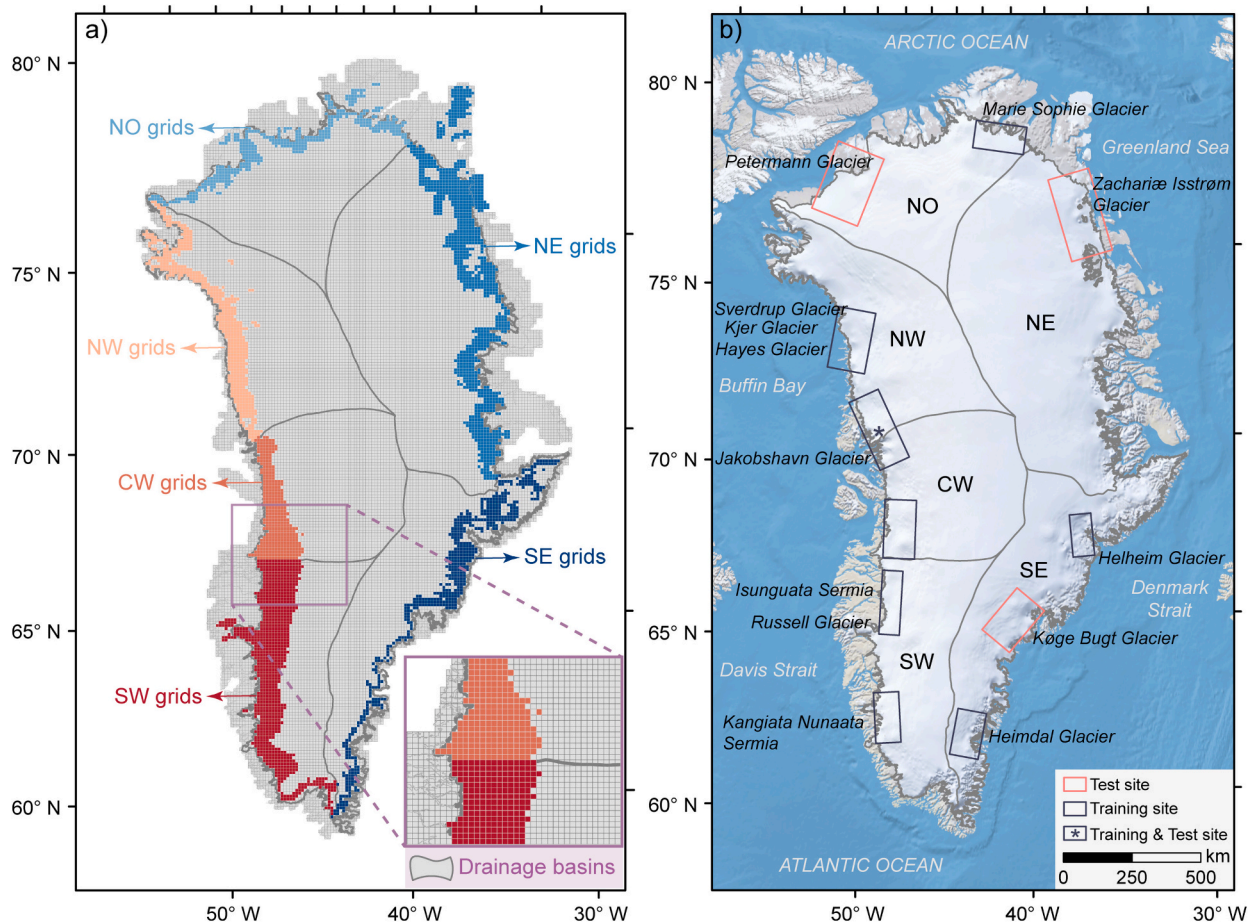 a)
80° N
75° N
70° N
65° N
60° N
50° W
40° W
30° W
NO grids
NE grids
NW grids
CW grids
SE grids
SW grids
Drainage basins
b)
80° N
75° N
70° N
65° N
60° N
50° W
40° W
30° W
ARCTIC OCEAN
Marie Sophie Glacier
Greenland Sea
Petermann Glacier
Zachariæ Isstrøm
Glacier
NO
NE
Sverdrup Glacier
Kjer Glacier
Hayes Glacier
NW
Buffin Bay
*
Jakobshavn Glacier
CW
Helheim Glacier
SE
Isunguata Sermia
Russell Glacier
Denmark
Strait
Køge Bugt Glacier
SW
Davis Strait
Kangiata Nunaata
Sermia
Heimdal Glacier
ATLANTIC OCEAN
Test site
Training site
* Training & Test site
km
0 250 500